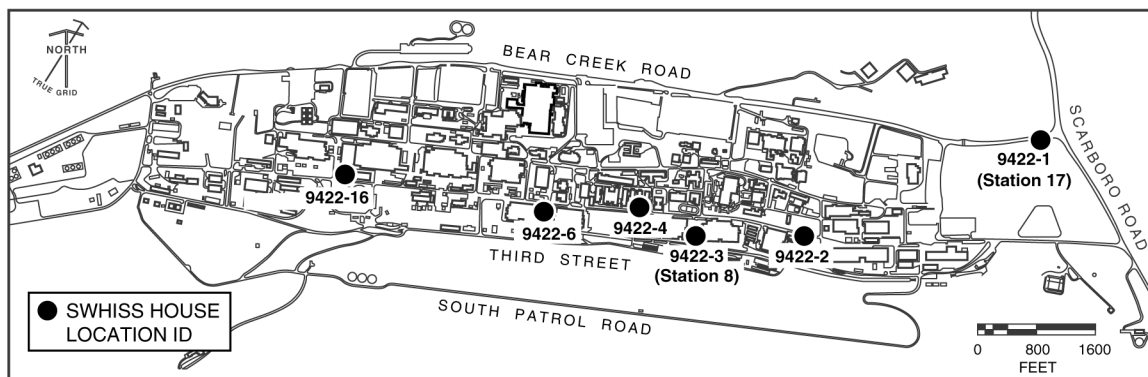 NORTH
TRUE GRID
BEAR CREEK ROAD
SCARBORO ROAD
9422-1
(Station 17)
9422-16
9422-6
9422-4
9422-3
(Station 8)
9422-2
THIRD STREET
SOUTH PATROL ROAD
SWHISS HOUSE
LOCATION ID
0 800 1600
FEET